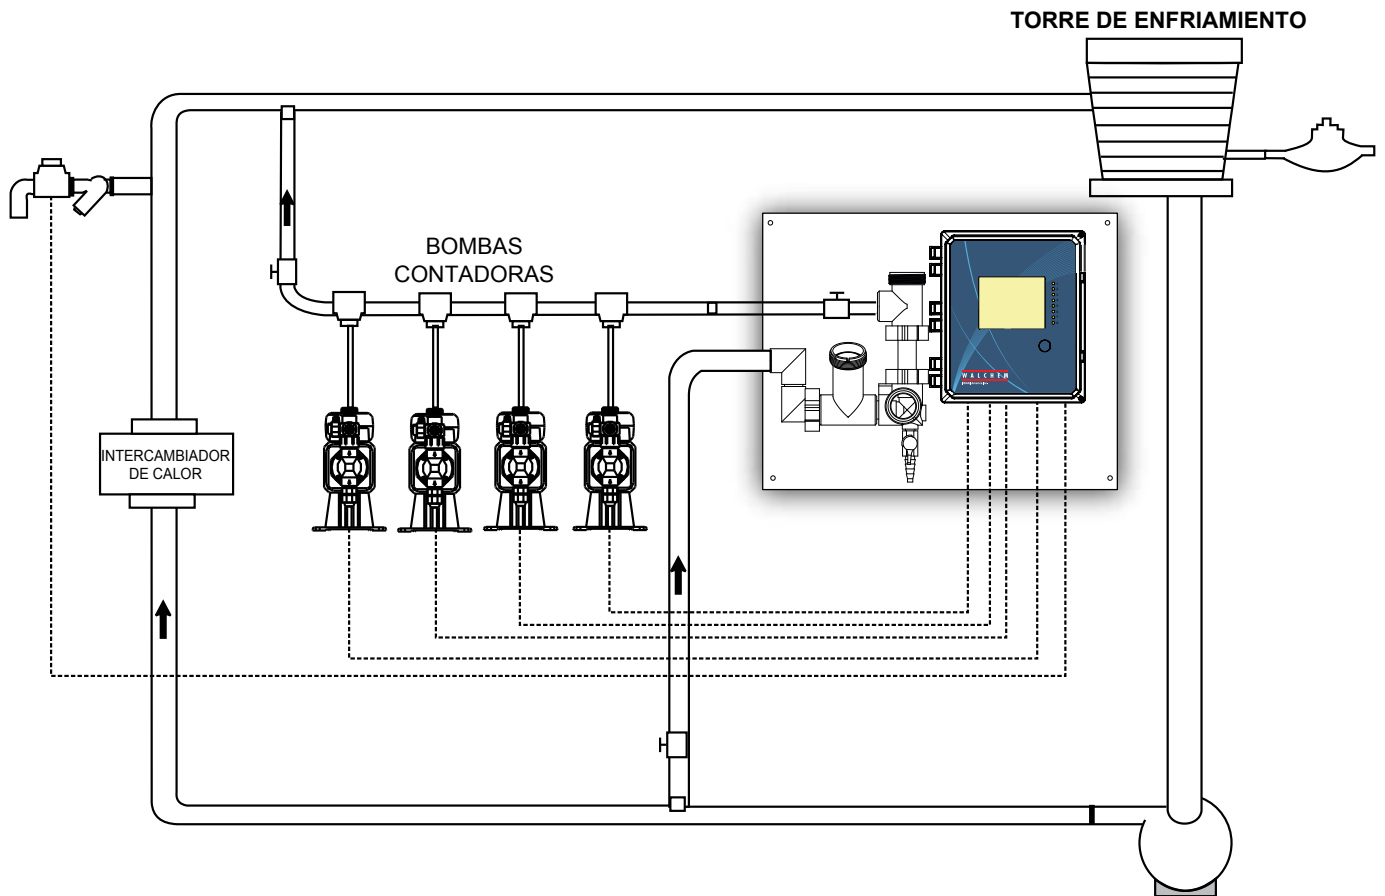 TORRE DE ENFRIAMIENTO
BOMBAS
CONTADORAS
WALCHEM
INTERCAMBIADOR
DE CALOR